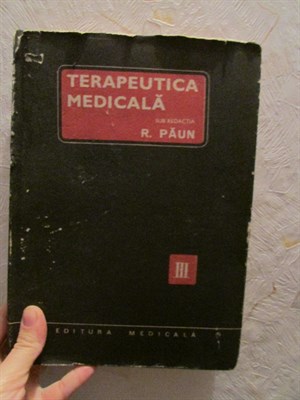 TERAPEUTICA
MEDICALĂ
SUB REDACȚIA
R. PĂUN
III
EDITURA MEDICALĂ